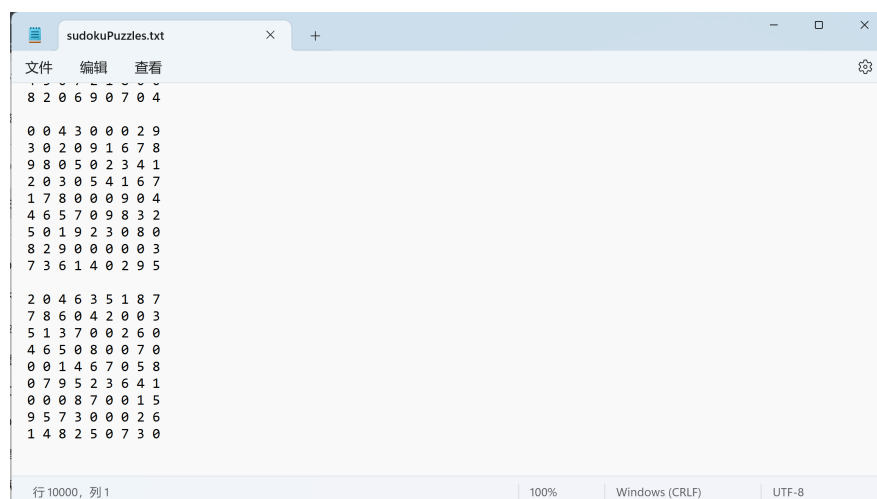 sudokuPuzzles.txt
文件 编辑 查看
8 2 0 6 9 0 7 0 4
0 0 4 3 0 0 0 2 9
3 0 2 0 9 1 6 7 8
9 8 0 5 0 2 3 4 1
2 0 3 0 5 4 1 6 7
1 7 8 0 0 0 9 0 4
4 6 5 7 0 9 8 3 2
5 0 1 9 2 3 0 8 0
8 2 9 0 0 0 0 0 3
7 3 6 1 4 0 2 9 5
2 0 4 6 3 5 1 8 7
7 8 6 0 4 2 0 0 3
5 1 3 7 0 0 2 6 0
4 6 5 0 8 0 0 7 0
0 0 1 4 6 7 0 5 8
0 7 9 5 2 3 6 4 1
0 0 0 8 7 0 0 1 5
9 5 7 3 0 0 0 2 6
1 4 8 2 5 0 7 3 0
行 10000，列 1 100% Windows (CRLF) UTF-8